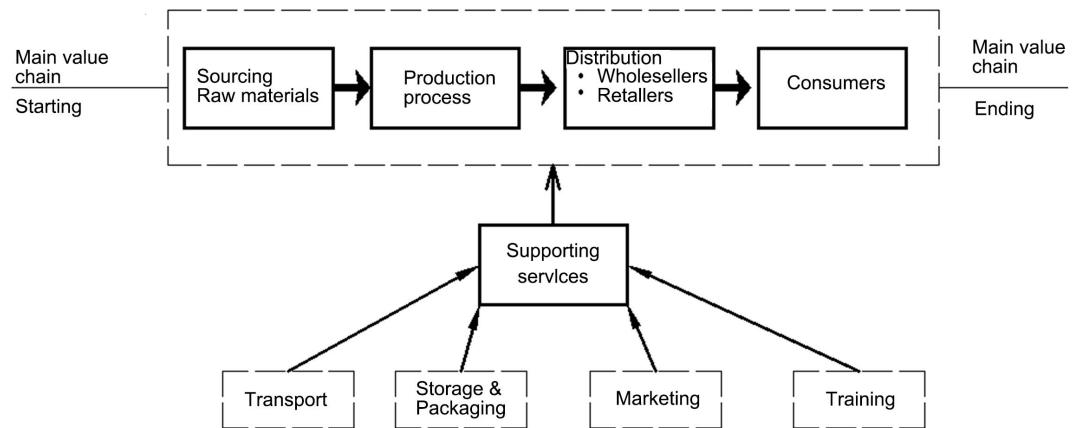 Main value
chain
Starting
Sourcing
Raw materials
Production
process
Distribution
• Wholesellers
• Retallers
Consumers
Main value
chain
Ending
Supporting
servlces
Transport
Storage &
Packaging
Marketing
Training